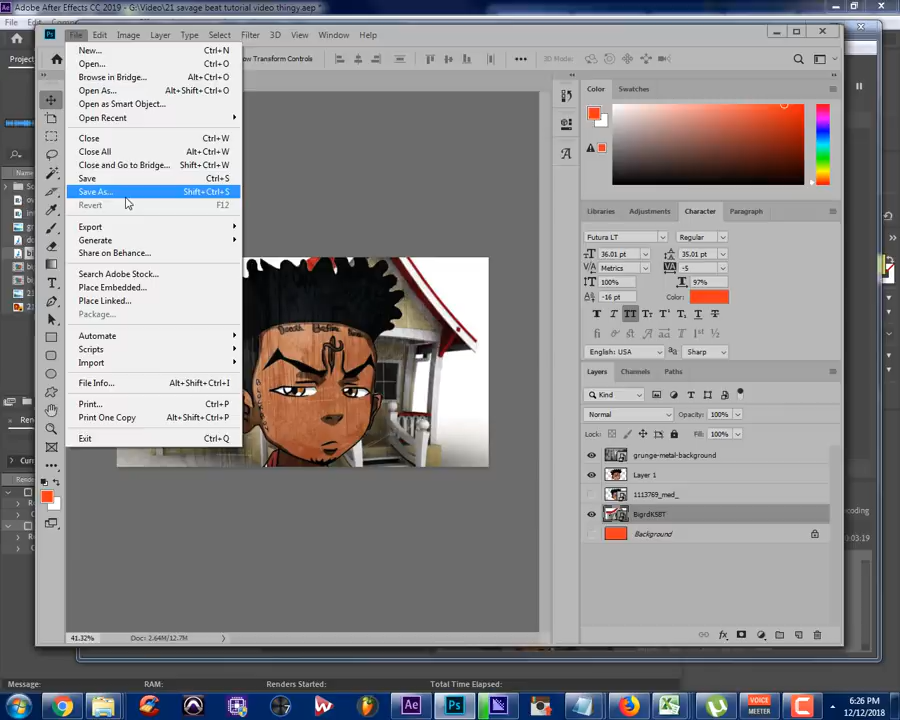 Adobe After Effects CC 2019 - G:\Video\21 savage beat tutorial video thingy.aep *
File Edit Image Layer Type Select Filter 3D View Window Help
how Transform Controls
3D Mode:
New... Ctrl+N
Open... Ctrl+O
Browse in Bridge... Alt+Ctrl+O
Open As... Alt+Shift+Ctrl+O
Open as Smart Object...
Open Recent
Close Ctrl+W
Close All Alt+Ctrl+W
Close and Go to Bridge... Shift+Ctrl+W
Save Ctrl+S
Save As... Shift+Ctrl+S
Revert F12
Export
Generate
Share on Behance...
Search Adobe Stock...
Place Embedded...
Place Linked...
Package...
Automate
Scripts
Import
File Info... Alt+Shift+Ctrl+I
Print... Ctrl+P
Print One Copy Alt+Shift+Ctrl+P
Exit Ctrl+Q
Death Before
Color Swatches
Libraries Adjustments Character Paragraph
Futura LT Regular
36.01 pt 35.01 pt
Metrics -5
100% 97%
-16 pt Color:
English: USA Sharp
Layers Channels Paths
Kind
Normal Opacity: 100%
Lock: Fill: 100%
grunge-metal-background
Layer 1
1113769_med_
BigrdKSBT
Background
41.32% Doc: 2.64M/12.7M
Message: RAM: Renders Started: Total Time Elapsed:
VOICE MEETER
6:26 PM
12/12/2018